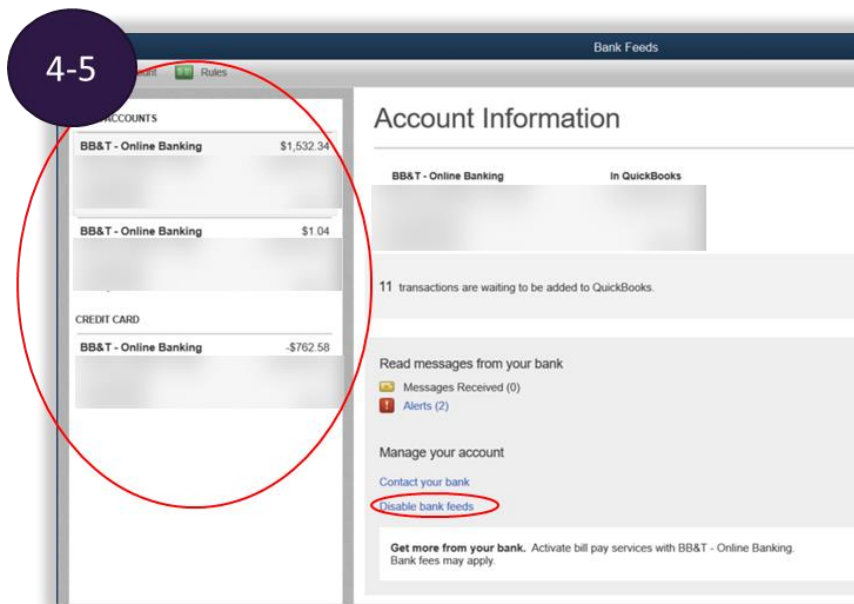 Bank Feeds
4-5
Rules
ACCOUNTS
BB&T - Online Banking $1,532.34
BB&T - Online Banking $1.04
CREDIT CARD
BB&T - Online Banking -$762.58
Account Information
BB&T - Online Banking In QuickBooks
11 transactions are waiting to be added to QuickBooks.
Read messages from your bank
Messages Received (0)
Alerts (2)
Manage your account
Contact your bank
Disable bank feeds
Get more from your bank. Activate bill pay services with BB&T - Online Banking.
Bank fees may apply.